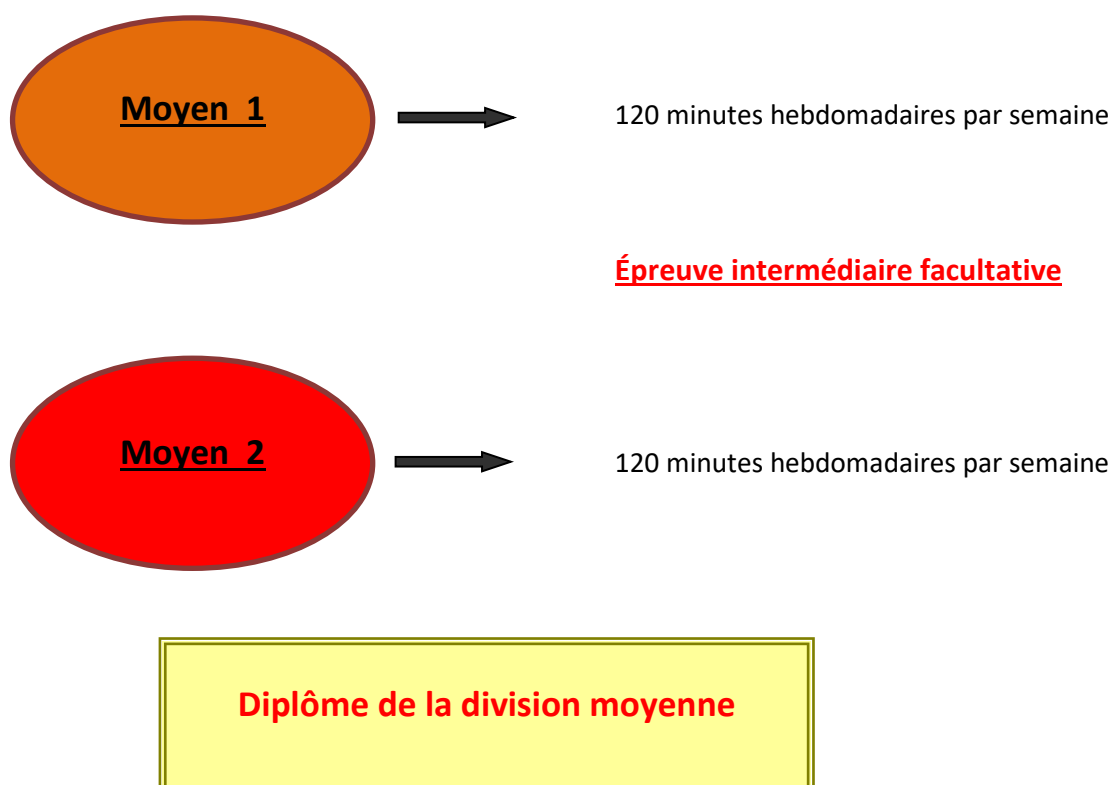 Moyen 1
120 minutes hebdomadaires par semaine
Épreuve intermédiaire facultative
Moyen 2
120 minutes hebdomadaires par semaine
Diplôme de la division moyenne